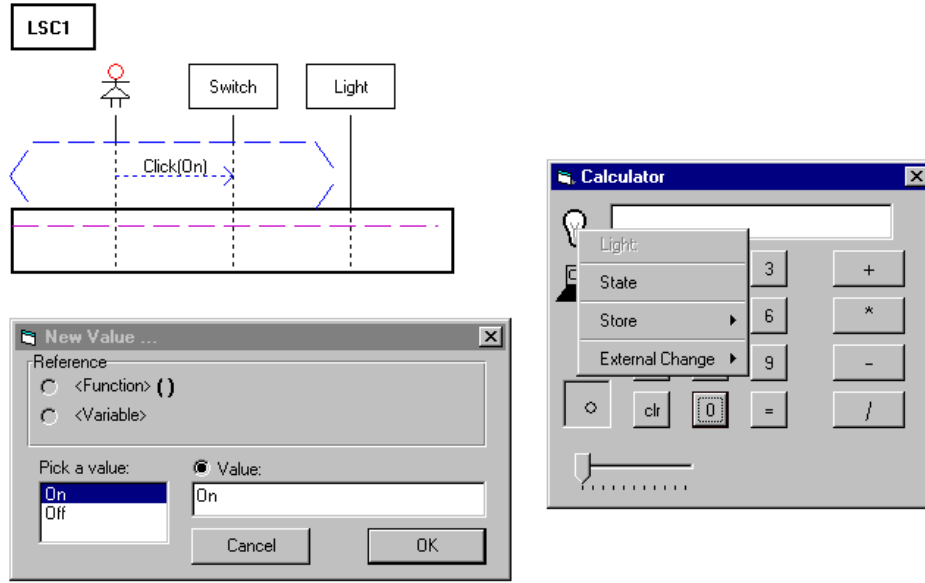 LSC1
Switch
Light
Click(On)
New Value ...
Reference
<Function> ( )
<Variable>
Pick a value:
Value:
On
Off
On
Cancel
OK
Calculator
Light:
State
Store
External Change
3
+
6
*
9
-
clr
0
=
/